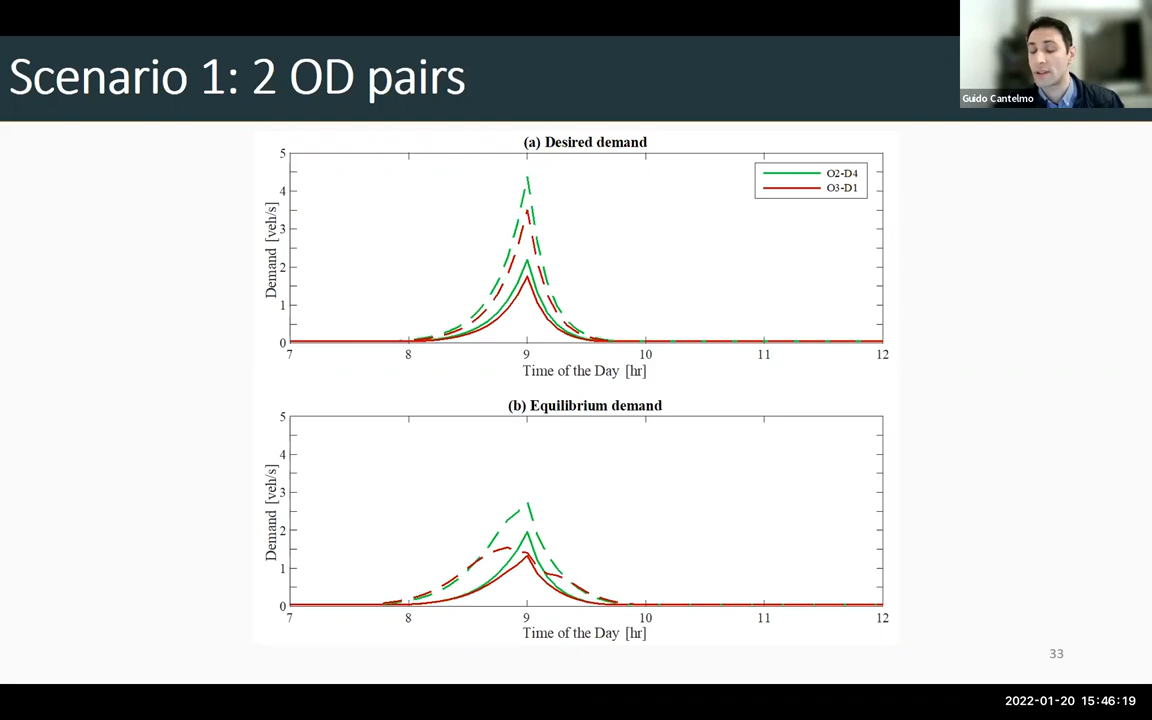 Scenario 1: 2 OD pairs
Guido Cantelmo
(a) Desired demand
5
4
3
2
1
0
Demand [veh/s]
O2-D4
O3-D1
7 8 9 10 11 12
Time of the Day [hr]
(b) Equilibrium demand
5
4
3
2
1
0
Demand [veh/s]
7 8 9 10 11 12
Time of the Day [hr]
33
2022-01-20 15:46:19